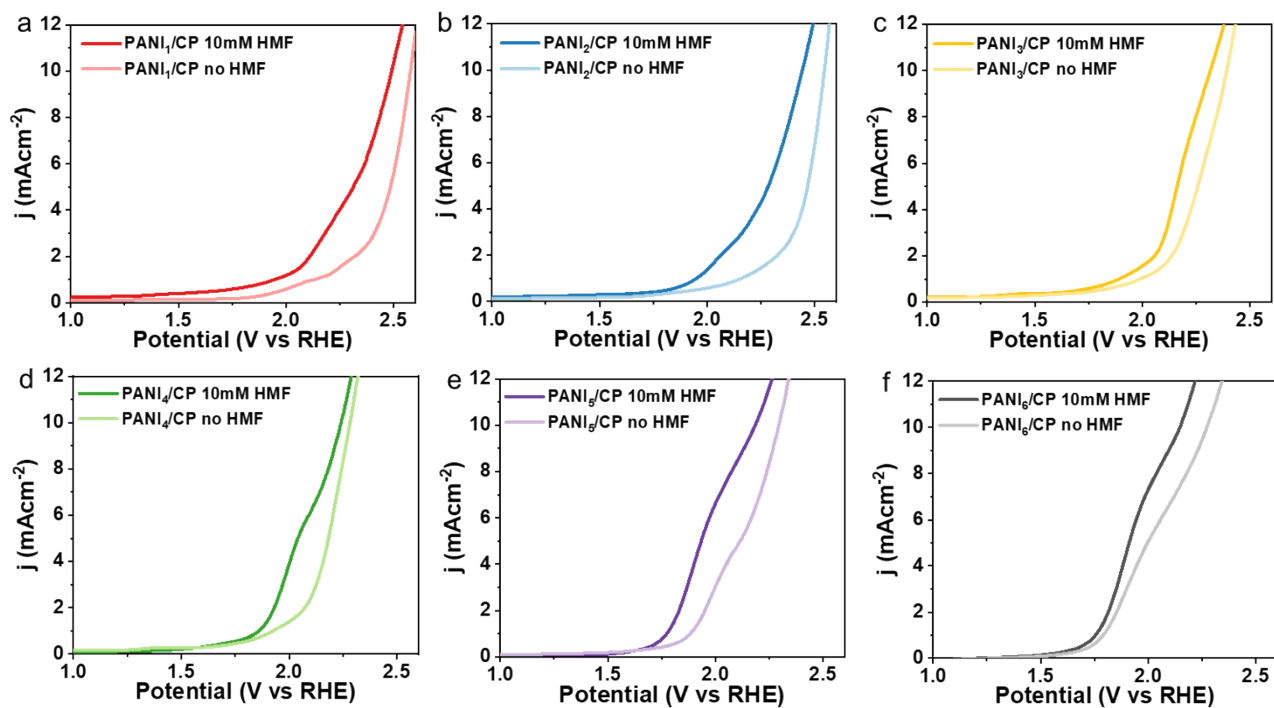 a
PANI₁/CP 10mM HMF
PANI₁/CP no HMF
j (mAcm⁻²)
12
10
8
6
4
2
0
1.0 1.5 2.0 2.5
Potential (V vs RHE)
b
PANI₂/CP 10mM HMF
PANI₂/CP no HMF
j (mAcm⁻²)
12
10
8
6
4
2
0
1.0 1.5 2.0 2.5
Potential (V vs RHE)
c
PANI₃/CP 10mM HMF
PANI₃/CP no HMF
j (mAcm⁻²)
12
10
8
6
4
2
0
1.0 1.5 2.0 2.5
Potential (V vs RHE)
d
PANI₄/CP 10mM HMF
PANI₄/CP no HMF
j (mAcm⁻²)
12
10
8
6
4
2
0
1.0 1.5 2.0 2.5
Potential (V vs RHE)
e
PANI₅/CP 10mM HMF
PANI₅/CP no HMF
j (mAcm⁻²)
12
10
8
6
4
2
0
1.0 1.5 2.0 2.5
Potential (V vs RHE)
f
PANI₆/CP 10mM HMF
PANI₆/CP no HMF
j (mAcm⁻²)
12
10
8
6
4
2
0
1.0 1.5 2.0 2.5
Potential (V vs RHE)